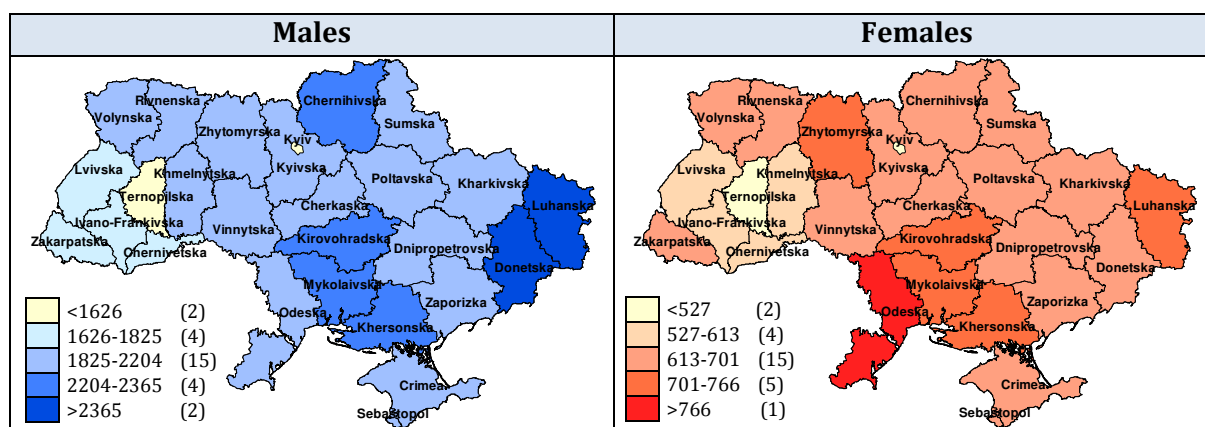 Males
Females
Chernihivska
Rivnenska
Volynska
Sumska
Zhytomyrska
Kyiv
Lvivska
Khmelnytska
Kyivska
Poltavska
Kharkivska
Ternopilska
Luhanska
Cherkaska
Ivano-Frankivska
Vinnytska
Zakarpatska
Kirovohradska
Dnipropetrovska
Ohernivetska
Donetska
Mykolaivska
Zaporizka
Odeska
Khersonska
Crimea
Sebastopol
<1626 (2)
1626-1825 (4)
1825-2204 (15)
2204-2365 (4)
>2365 (2)
Chernihivska
Rivnenska
Volynska
Sumska
Zhytomyrska
Kyiv
Lvivska
Khmelnytska
Kyivska
Poltavska
Kharkivska
Ternopilska
Luhanska
Cherkaska
Ivano-Frankivska
Vinnytska
Zakarpatska
Kirovohradska
Dnipropetrovska
Ohernivetska
Donetska
Mykolaivska
Zaporizka
Odeska
Khersonska
Crimea
Sebastopol
<527 (2)
527-613 (4)
613-701 (15)
701-766 (5)
>766 (1)